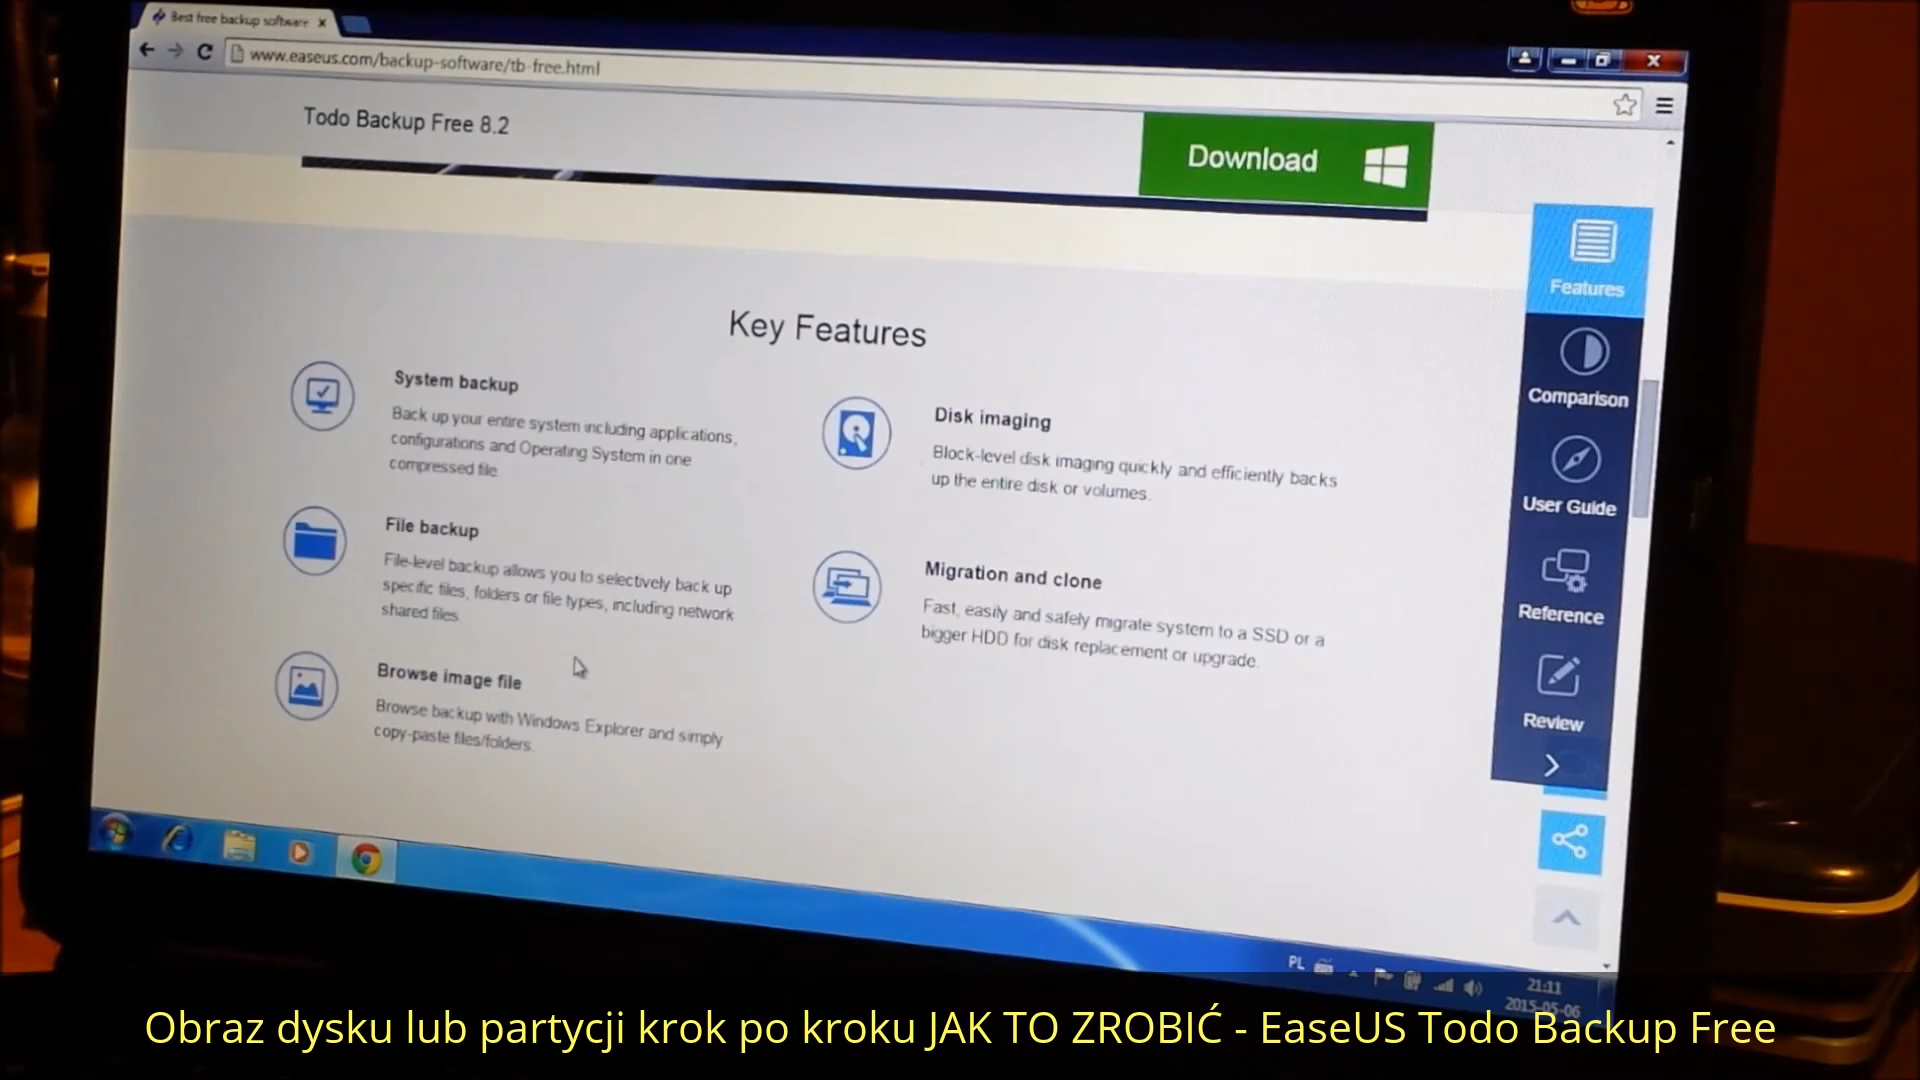 Best free backup software
www.easeus.com/backup-software/tb-free.html
Todo Backup Free 8.2
Download
Key Features
System backup
Back up your entire system including applications,
configurations and Operating System in one
compressed file.
File backup
File-level backup allows you to selectively back up
specific files, folders or file types, including network
shared files.
Browse image file
Browse backup with Windows Explorer and simply
copy-paste files/folders.
Disk imaging
Block-level disk imaging quickly and efficiently backs
up the entire disk or volumes.
Migration and clone
Fast, easily and safely migrate system to a SSD or a
bigger HDD for disk replacement or upgrade.
Features
Comparison
User Guide
Reference
Review
PL
21:11
2015-05-06
Obraz dysku lub partycji krok po kroku JAK TO ZROBIĆ - EaseUS Todo Backup Free